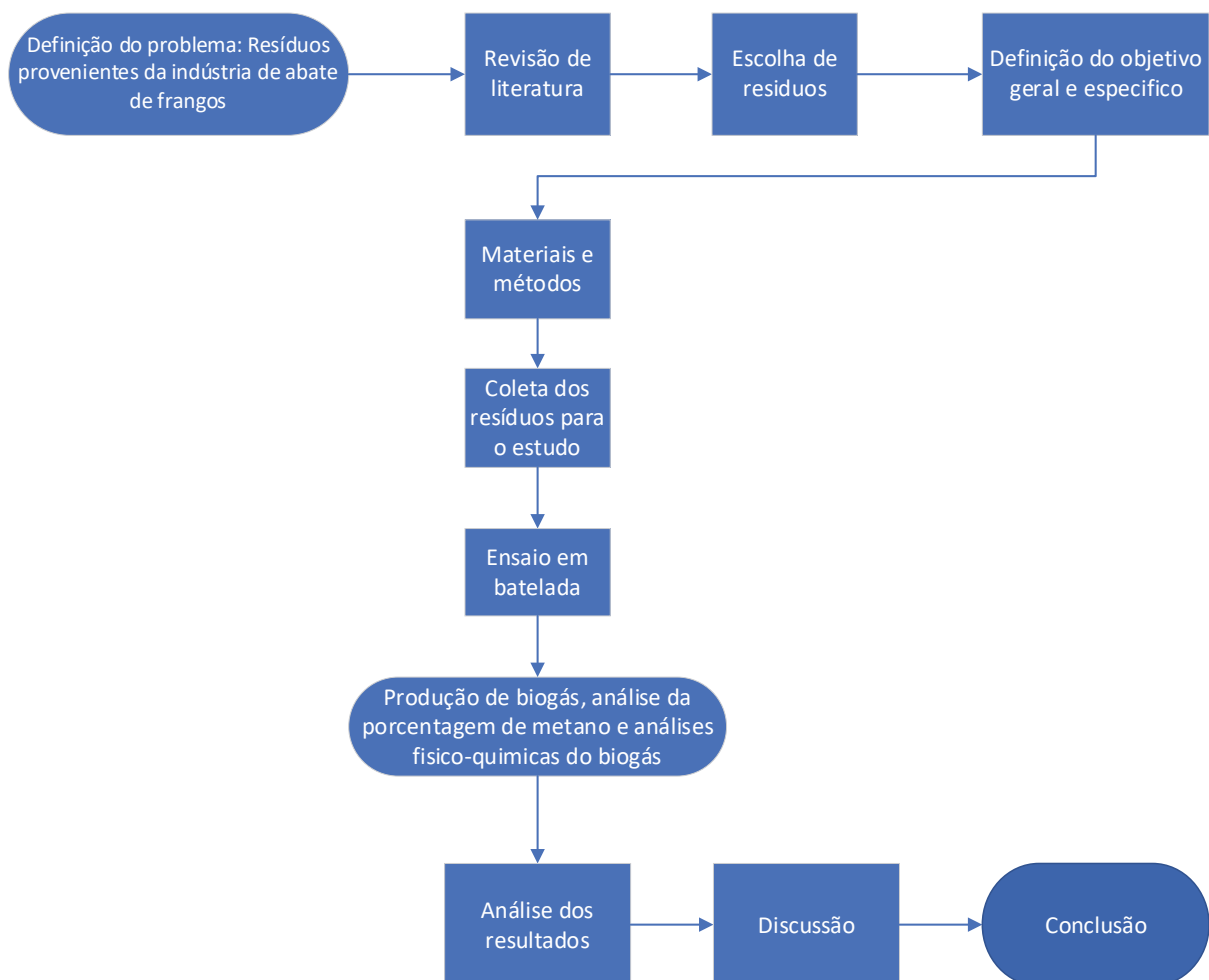 Definição do problema: Resíduos
provenientes da indústria de abate
de frangos
Revisão de
literatura
Escolha de
residuos
Definição do objetivo
geral e especifico
Materiais e
métodos
Coleta dos
resíduos para
o estudo
Ensaio em
batelada
Produção de biogás, análise da
porcentagem de metano e análises
fisico-quimicas do biogás
Análise dos
resultados
Discussão
Conclusão